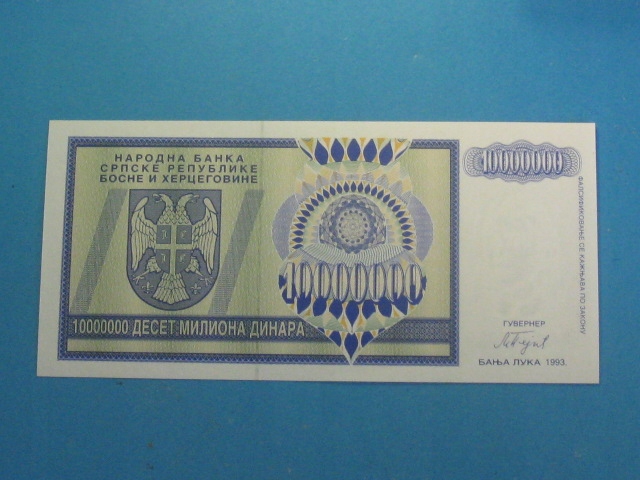 НАРОДНА БАНКА
СРПСКЕ РЕПУБЛИКЕ
БОСНЕ И ХЕРЦЕГОВИНЕ
10000000
10000000
10000000 ДЕСЕТ МИЛИОНА ДИНАРА
ФАЛСИФИКОВАЊЕ СЕ КАЖЊАВА ПО ЗАКОНУ
ГУВЕРНЕР
БАЊА ЛУКА 1993.